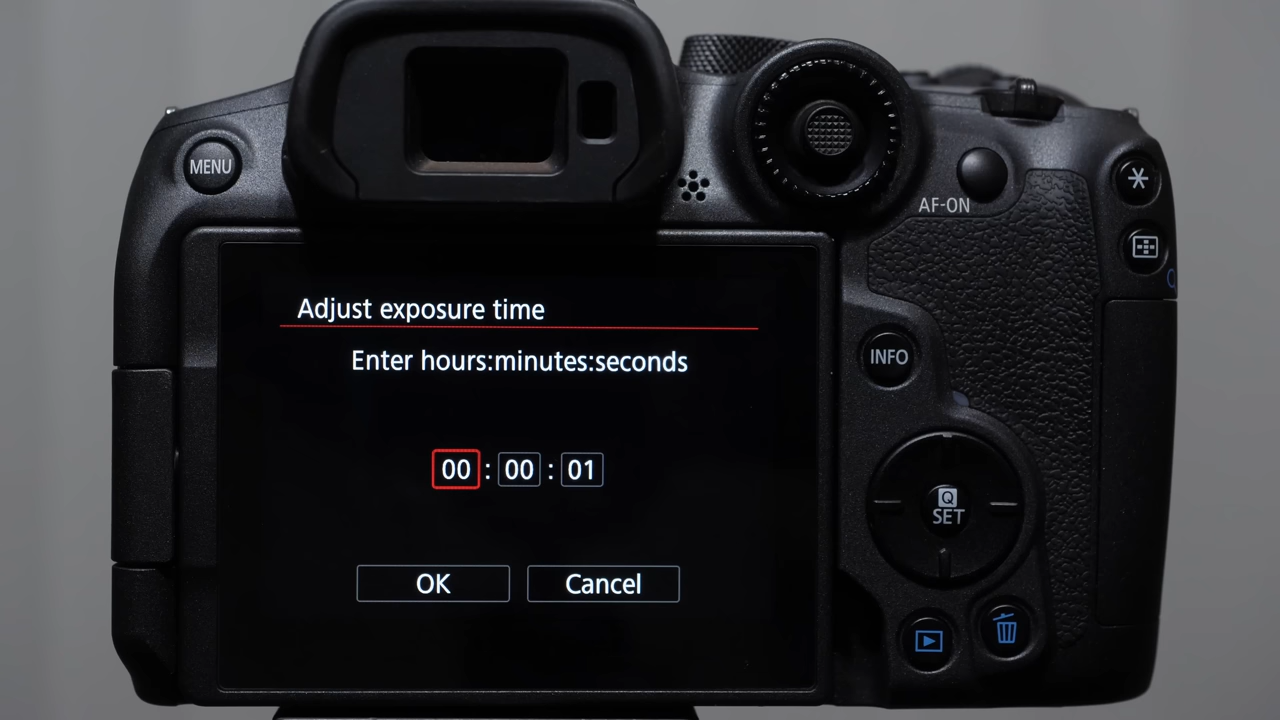 MENU
AF-ON
Adjust exposure time
Enter hours:minutes:seconds
INFO
00 : 00 : 01
Q
SET
OK Cancel